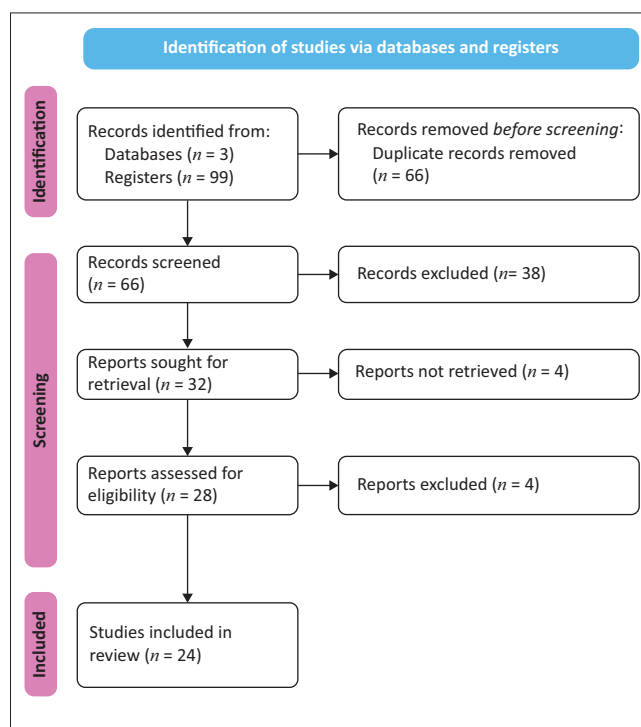 Identification of studies via databases and registers
Identification
Records identified from:
Databases (n = 3)
Registers (n = 99)
Records removed before screening:
Duplicate records removed
(n = 66)
Screening
Records screened
(n = 66)
Records excluded (n= 38)
Reports sought for
retrieval (n = 32)
Reports not retrieved (n = 4)
Reports assessed for
eligibility (n = 28)
Reports excluded (n = 4)
Included
Studies included in
review (n = 24)